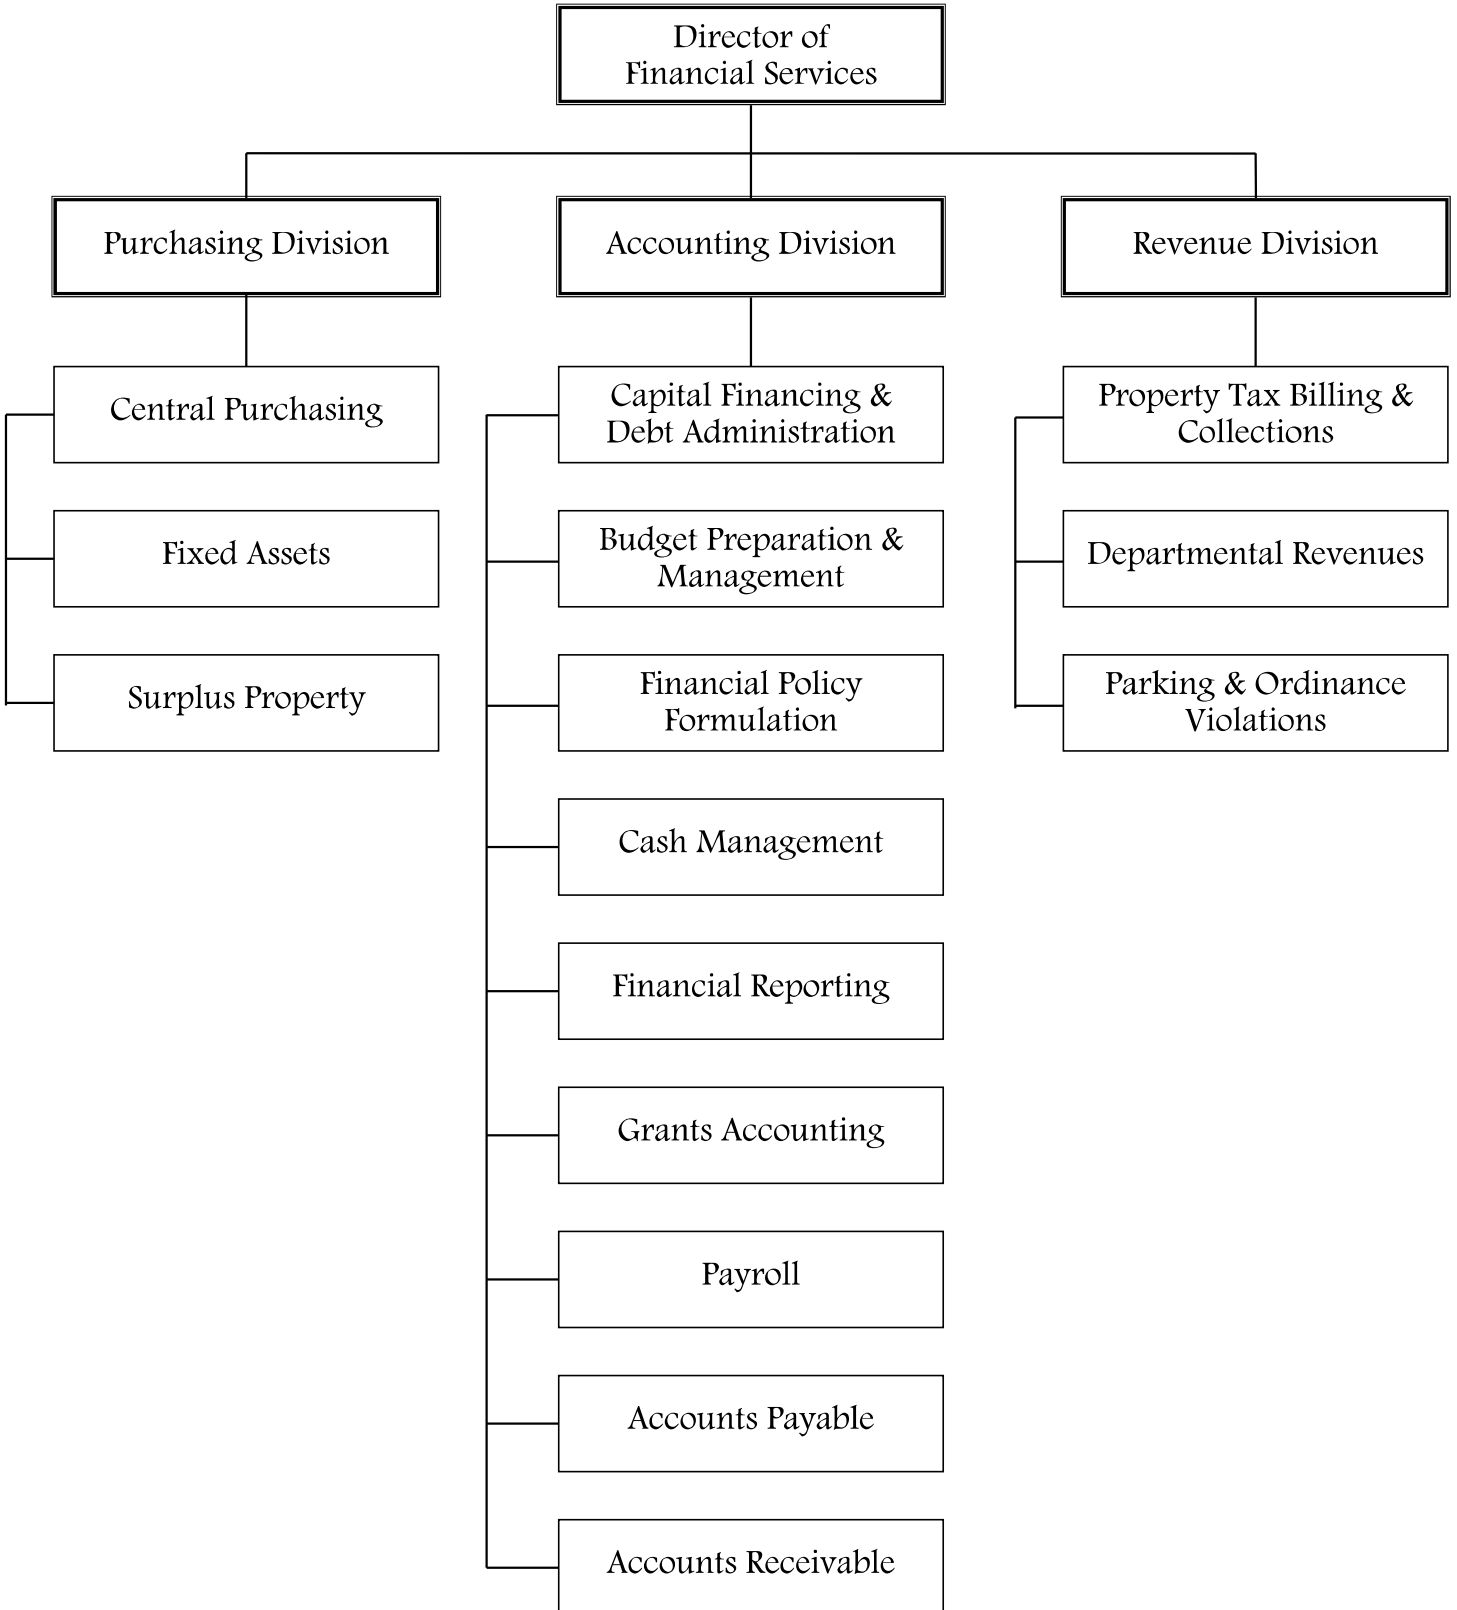 Director of
Financial Services
Purchasing Division
Accounting Division
Revenue Division
Central Purchasing
Fixed Assets
Surplus Property
Capital Financing &
Debt Administration
Budget Preparation &
Management
Financial Policy
Formulation
Cash Management
Financial Reporting
Grants Accounting
Payroll
Accounts Payable
Accounts Receivable
Property Tax Billing &
Collections
Departmental Revenues
Parking & Ordinance
Violations